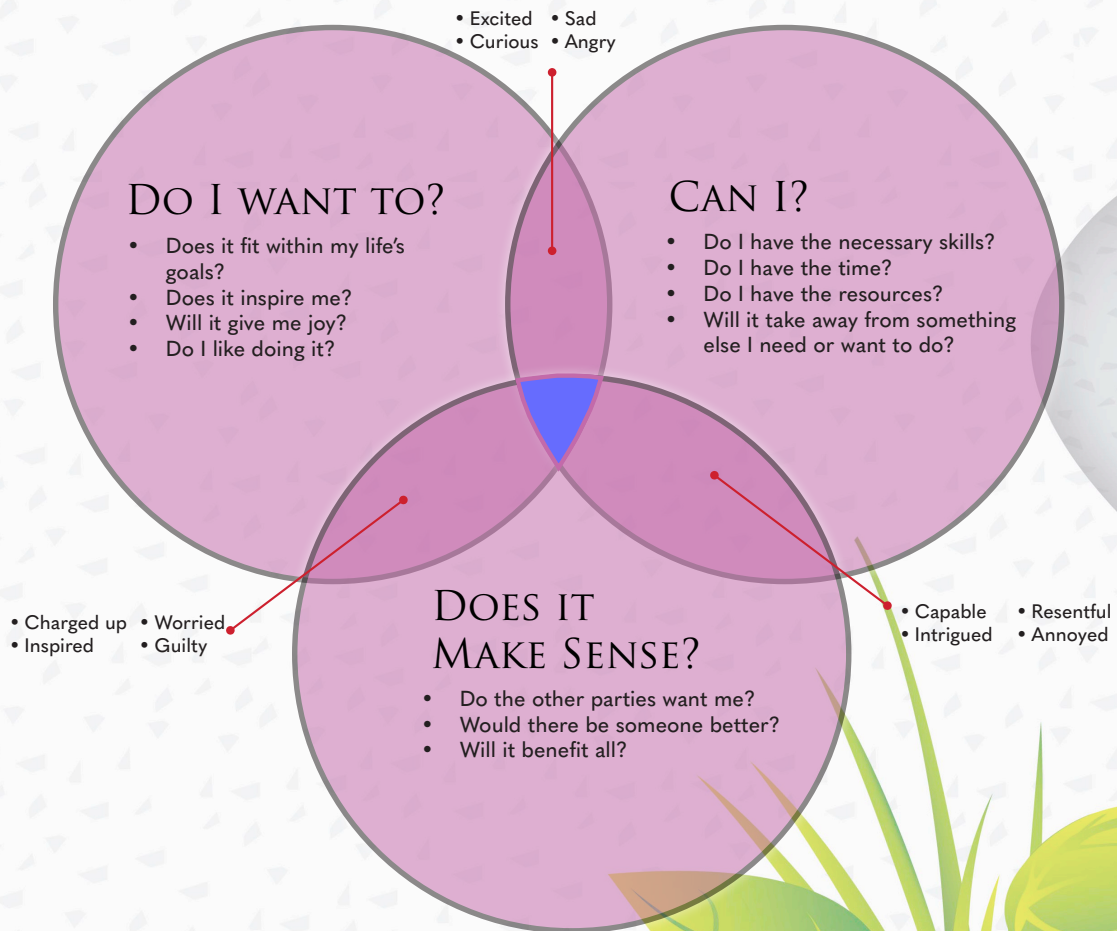 • Excited • Sad
• Curious • Angry
Do I want to?
• Does it fit within my life's
goals?
• Does it inspire me?
• Will it give me joy?
• Do I like doing it?
Can I?
• Do I have the necessary skills?
• Do I have the time?
• Do I have the resources?
• Will it take away from something
else I need or want to do?
• Charged up • Worried
• Inspired • Guilty
Does it
Make Sense?
• Do the other parties want me?
• Would there be someone better?
• Will it benefit all?
• Capable • Resentful
• Intrigued • Annoyed